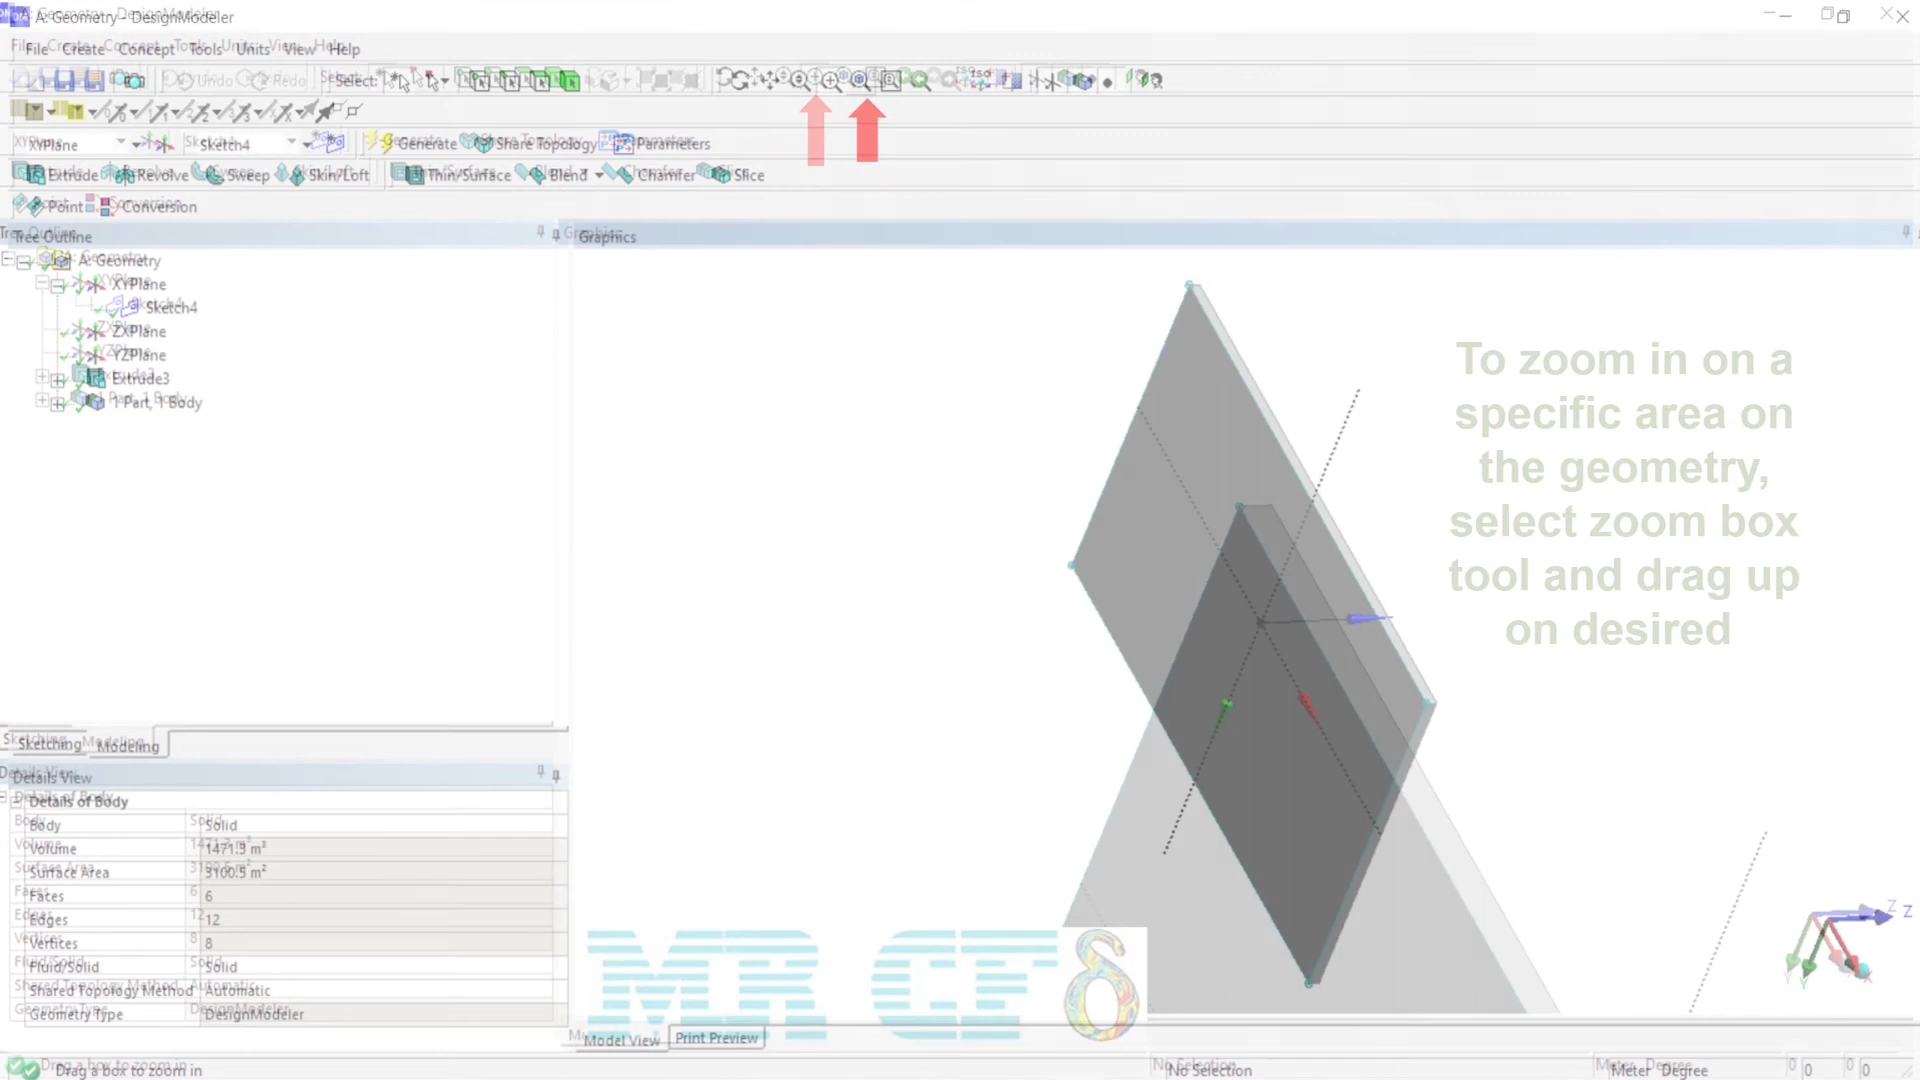 A: Geometry - DesignModeler
File Create Concept Tools Units View Help
Undo Redo Select: ISO
XYPlane Sketch4 Generate Share Topology Parameters
Extrude Revolve Sweep Skin/Loft Thin/Surface Blend Chamfer Slice
Point Conversion
Tree Outline
A: Geometry
XYPlane
Sketch4
ZXPlane
YZPlane
Extrude3
1 Part, 1 Body
Sketching Modeling
Details View
Details of Body
Body Solid
Volume 1471.3 m³
Surface Area 3100.5 m²
Faces 6
Edges 12
Vertices 8
Fluid/Solid Solid
Shared Topology Method Automatic
Geometry Type DesignModeler
Graphics
To zoom in on a
specific area on
the geometry,
select zoom box
tool and drag up
on desired
Z Z
Y
X
MR CF
Model View Print Preview
Drag a box to zoom in
No Selection
Meter Degree 0 0